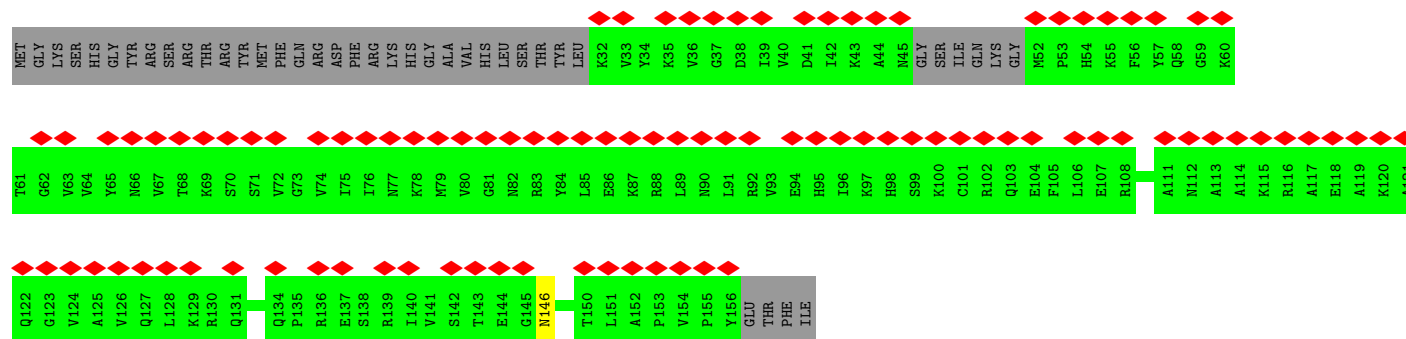 MET GLY LYS SER HIS GLY TYR ARG SER ARG THR ARG TYR MET PHE GLN ARG ASP PHE ARG LYS HIS GLY ALA VAL HIS LEU SER THR TYR LEU K32 V33 Y34 K35 V36 G37 D38 I39 V40 D41 I42 K43 A44 N45 GLY SER ILE GLN LYS GLY M52 P53 H54 K55 F56 Y57 Q58 G59 K60
T61 G62 V63 V64 Y65 N66 V67 T68 K69 S70 S71 V72 G73 V74 I75 I76 N77 K78 M79 V80 G81 N82 R83 Y84 L85 E86 K87 R88 L89 N90 L91 R92 V93 E94 H95 I96 K97 H98 S99 K100 C101 R102 Q103 E104 F105 L106 E107 R108 A111 N112 A113 A114 K115 R116 A117 E118 A119 K120 A121
Q122 G123 V124 A125 V126 Q127 L128 K129 R130 Q131 Q134 P135 R136 E137 S138 R139 I140 V141 S142 T143 E144 G145 N146 T150 L151 A152 P153 V154 P155 Y156 GLU THR PHE ILE